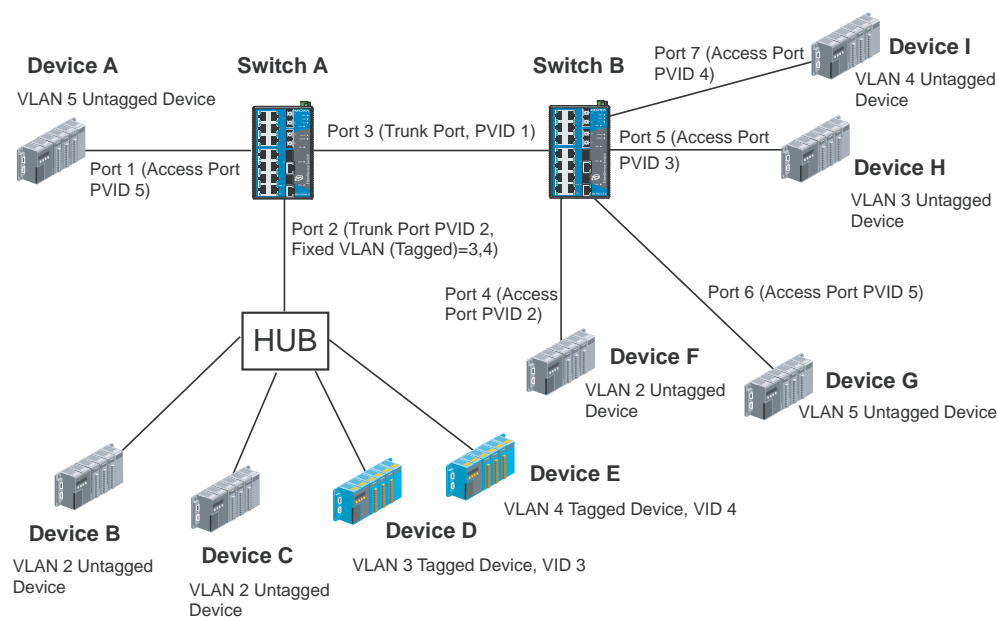 Device A
VLAN 5 Untagged Device
Port 1 (Access Port
PVID 5)
Switch A
Port 3 (Trunk Port, PVID 1)
Switch B
Port 7 (Access Port
PVID 4)
Device I
VLAN 4 Untagged
Device
Port 5 (Access Port
PVID 3)
Device H
VLAN 3 Untagged
Device
Port 2 (Trunk Port PVID 2,
Fixed VLAN (Tagged)=3,4)
Port 4 (Access
Port PVID 2)
Port 6 (Access Port PVID 5)
HUB
Device F
VLAN 2 Untagged
Device
Device G
VLAN 5 Untagged Device
Device B
VLAN 2 Untagged
Device
Device C
VLAN 2 Untagged
Device
Device D
VLAN 3 Tagged Device, VID 3
Device E
VLAN 4 Tagged Device, VID 4